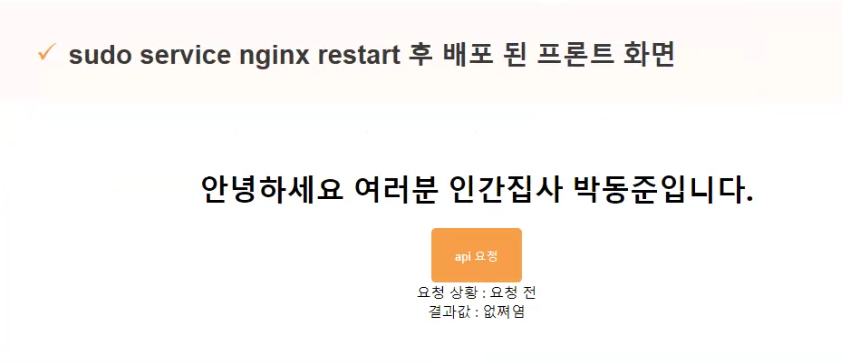 sudo service nginx restart 후 배포 된 프론트 화면
안녕하세요 여러분 인간집사 박동준입니다.
api 요청
요청 상황 : 요청 전
결과값 : 없쪄염